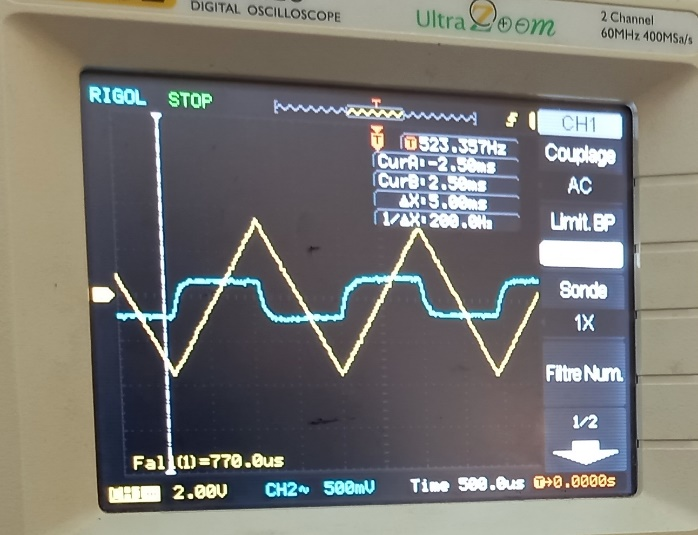 DIGITAL OSCILLOSCOPE
UltraZoom
2 Channel
60MHz 400MSa/s
RIGOL STOP
T
CH1
Couplage
AC
Limit. BP
Sonde
1X
Filtre Num.
1/2
T 523.357Hz
CurA:-2.50ms
CurB:2.50ms
ΔX:5.00ms
1/ΔX:200.0Hz
Fall(1)=770.0us
2.00V CH2~ 500mV Time 500.0us T→0.0000s